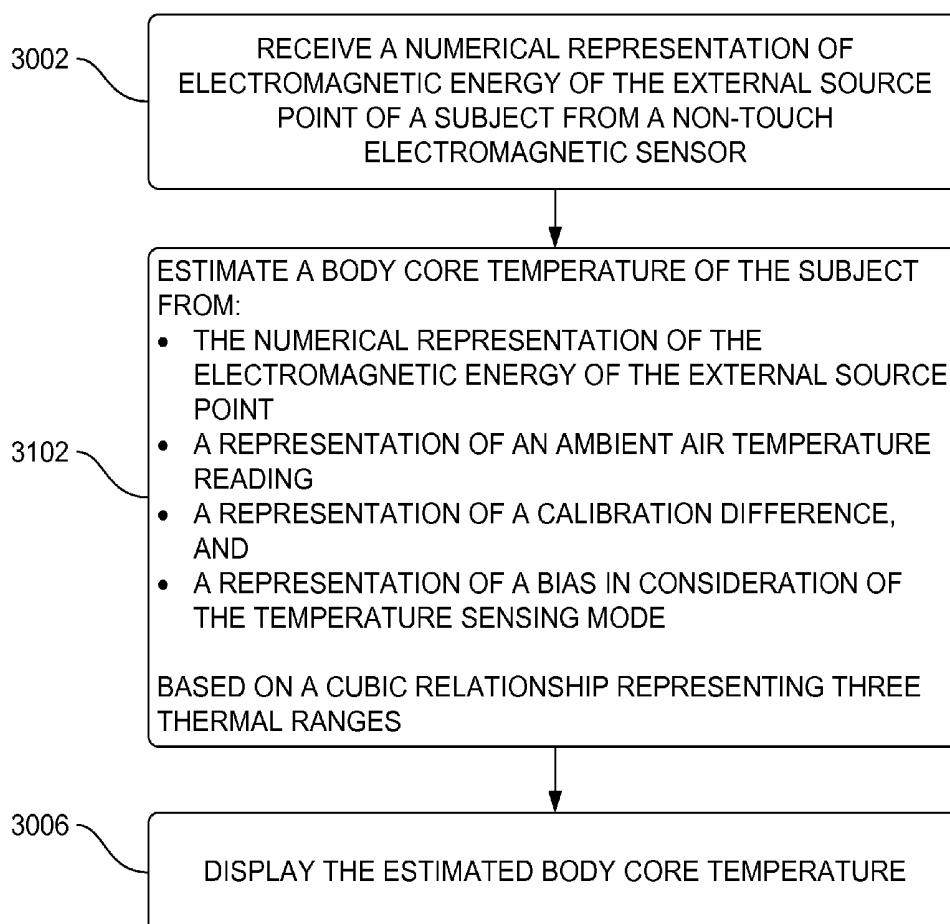 3002
RECEIVE A NUMERICAL REPRESENTATION OF
ELECTROMAGNETIC ENERGY OF THE EXTERNAL SOURCE
POINT OF A SUBJECT FROM A NON-TOUCH
ELECTROMAGNETIC SENSOR
3102
ESTIMATE A BODY CORE TEMPERATURE OF THE SUBJECT
FROM:
• THE NUMERICAL REPRESENTATION OF THE
ELECTROMAGNETIC ENERGY OF THE EXTERNAL SOURCE
POINT
• A REPRESENTATION OF AN AMBIENT AIR TEMPERATURE
READING
• A REPRESENTATION OF A CALIBRATION DIFFERENCE,
AND
• A REPRESENTATION OF A BIAS IN CONSIDERATION OF
THE TEMPERATURE SENSING MODE
BASED ON A CUBIC RELATIONSHIP REPRESENTING THREE
THERMAL RANGES
3006
DISPLAY THE ESTIMATED BODY CORE TEMPERATURE